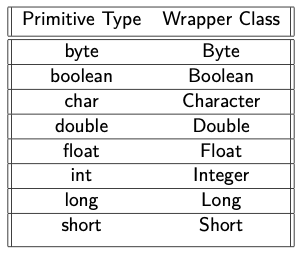 Primitive Type Wrapper Class
byte Byte
boolean Boolean
char Character
double Double
float Float
int Integer
long Long
short Short